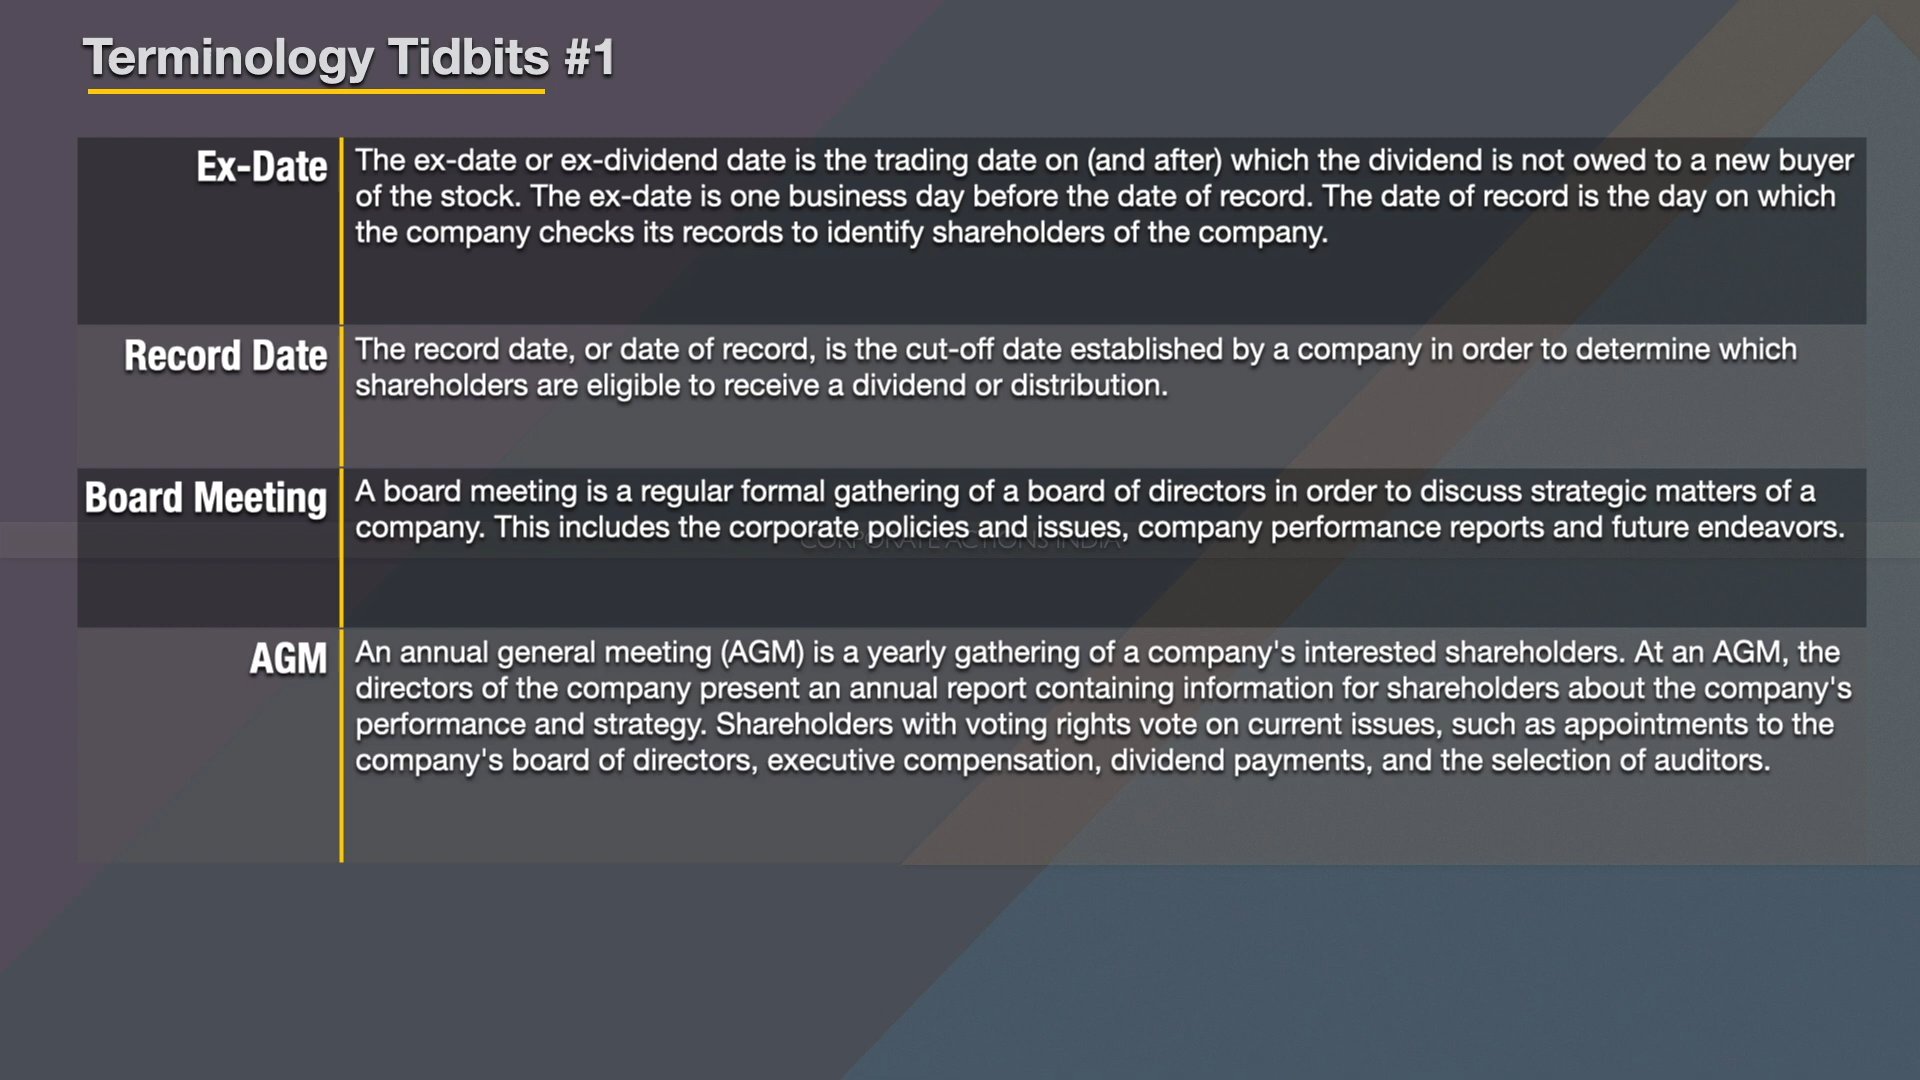 Terminology Tidbits #1
Ex-Date
The ex-date or ex-dividend date is the trading date on (and after) which the dividend is not owed to a new buyer
of the stock. The ex-date is one business day before the date of record. The date of record is the day on which
the company checks its records to identify shareholders of the company.
Record Date
The record date, or date of record, is the cut-off date established by a company in order to determine which
shareholders are eligible to receive a dividend or distribution.
Board Meeting
A board meeting is a regular formal gathering of a board of directors in order to discuss strategic matters of a
company. This includes the corporate policies and issues, company performance reports and future endeavors.
CORPORATE ACTIONS INDIA
AGM
An annual general meeting (AGM) is a yearly gathering of a company's interested shareholders. At an AGM, the
directors of the company present an annual report containing information for shareholders about the company's
performance and strategy. Shareholders with voting rights vote on current issues, such as appointments to the
company's board of directors, executive compensation, dividend payments, and the selection of auditors.